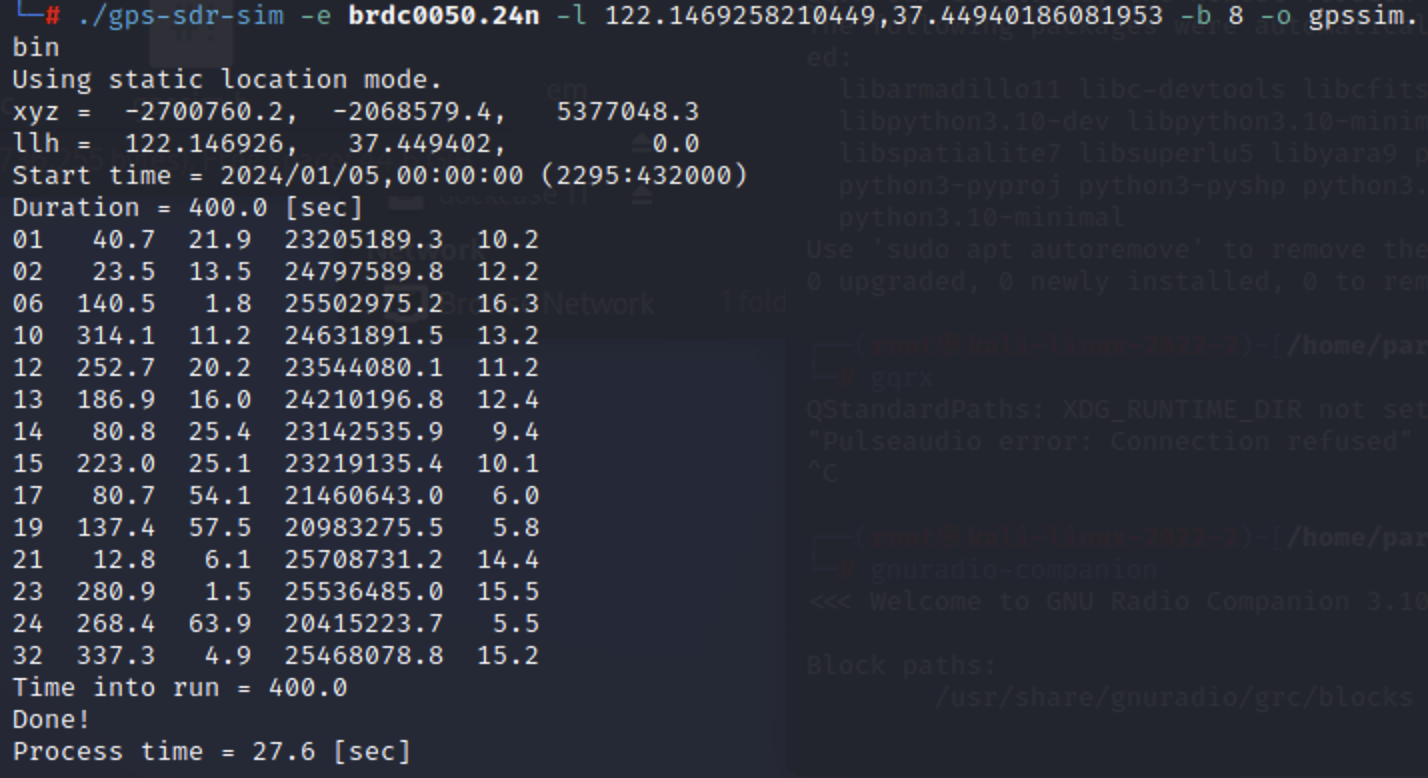 └─# ./gps-sdr-sim -e brdc0050.24n -l 122.1469258210449,37.44940186081953 -b 8 -o gpssim.
bin
Using static location mode.
xyz =  -2700760.2,  -2068579.4,   5377048.3
llh =  122.146926,   37.449402,         0.0
Start time = 2024/01/05,00:00:00 (2295:432000)
Duration = 400.0 [sec]
01   40.7  21.9  23205189.3  10.2
02   23.5  13.5  24797589.8  12.2
06  140.5   1.8  25502975.2  16.3
10  314.1  11.2  24631891.5  13.2
12  252.7  20.2  23544080.1  11.2
13  186.9  16.0  24210196.8  12.4
14   80.8  25.4  23142535.9   9.4
15  223.0  25.1  23219135.4  10.1
17   80.7  54.1  21460643.0   6.0
19  137.4  57.5  20983275.5   5.8
21   12.8   6.1  25708731.2  14.4
23  280.9   1.5  25536485.0  15.5
24  268.4  63.9  20415223.7   5.5
32  337.3   4.9  25468078.8  15.2
Time into run = 400.0
Done!
Process time = 27.6 [sec]
The following packages were automatical
ed:
libarmadillo11 libc-devtools libcfits
libpython3.10-dev libpython3.10-minim
libspatialite7 libsuperlu5 libyara9 p
python3-pyproj python3-pyshp python3.
python3.10-minimal
Use 'sudo apt autoremove' to remove the
0 upgraded, 0 newly installed, 0 to rem
/home/par
└─# gqrx
QStandardPaths: XDG_RUNTIME_DIR not set
"Pulseaudio error: Connection refused"
^C
/home/par
└─# gnuradio-companion
<<< Welcome to GNU Radio Companion 3.10
Block paths:
/usr/share/gnuradio/grc/blocks
Network
Browse Network
1 fold